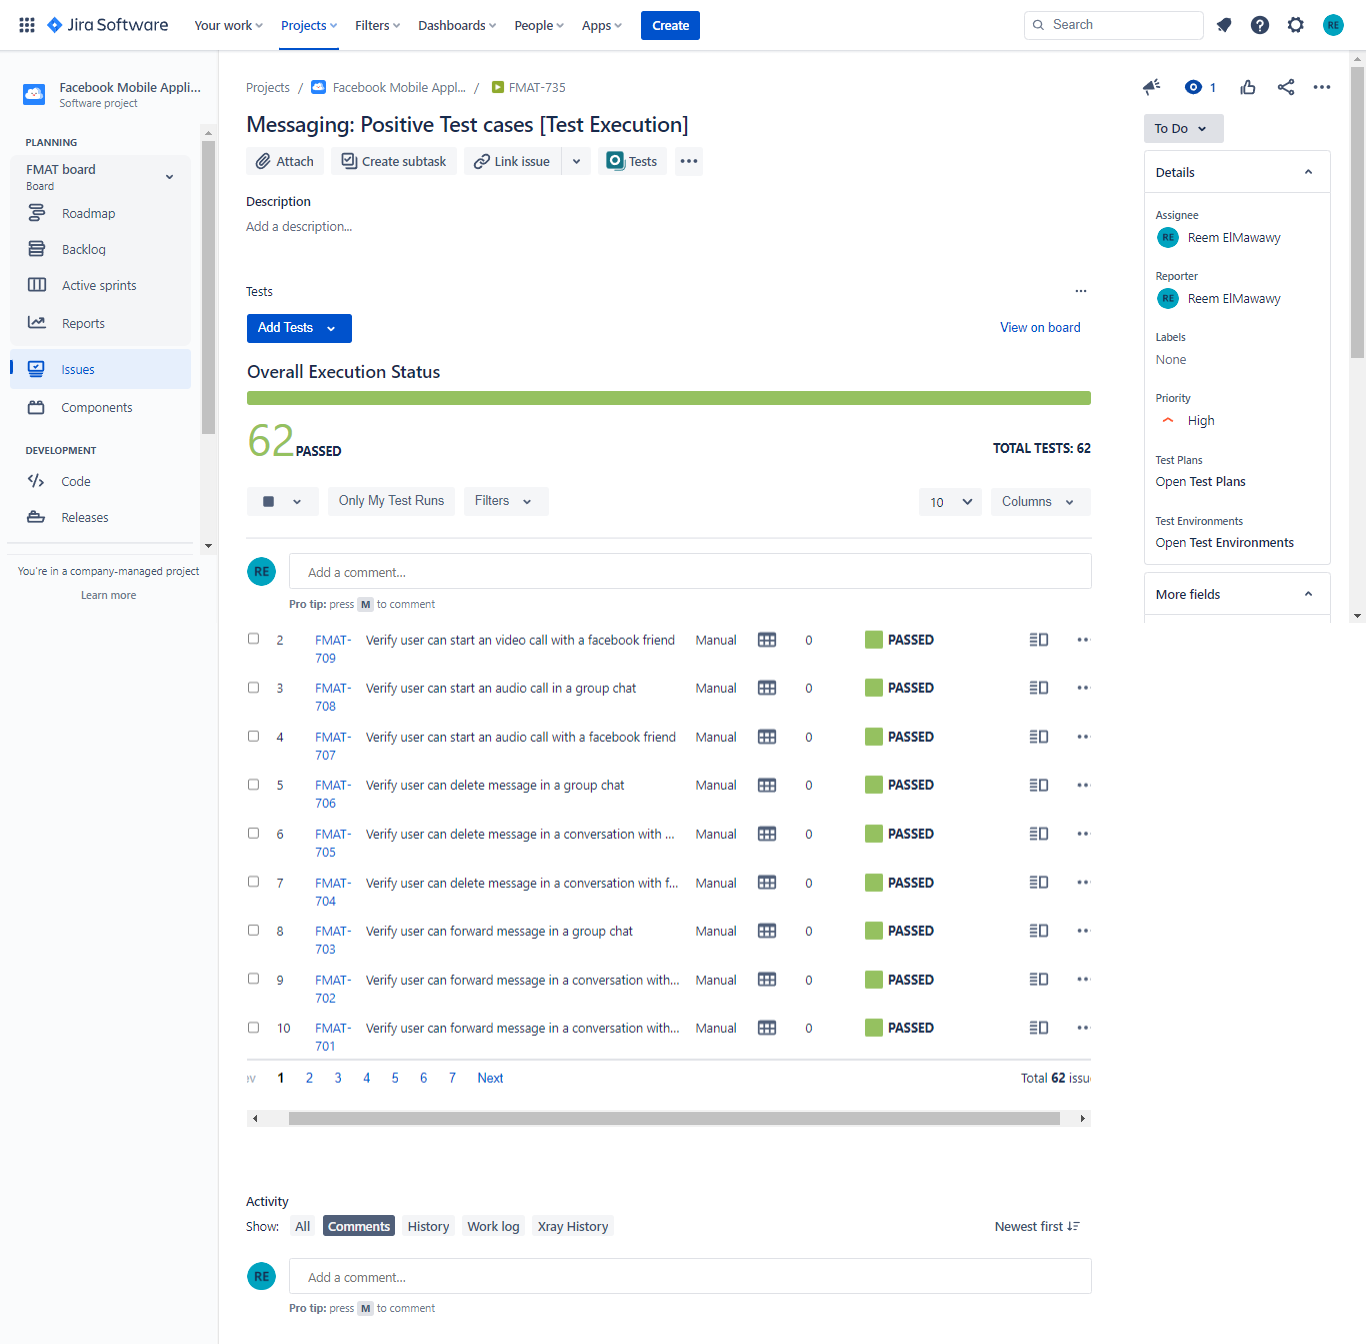 Jira Software Your work Projects Filters Dashboards People Apps Create Search RE
Facebook Mobile Appli...
Software project
PLANNING
FMAT board
Board
Roadmap
Backlog
Active sprints
Reports
Issues
Components
DEVELOPMENT
Code
Releases
You're in a company-managed project
Learn more
Projects / Facebook Mobile Appl... / FMAT-735
Messaging: Positive Test cases [Test Execution]
Attach Create subtask Link issue Tests
Description
Add a description...
Tests
Add Tests View on board
Overall Execution Status
62 PASSED TOTAL TESTS: 62
Only My Test Runs Filters 10 Columns
RE Add a comment...
Pro tip: press M to comment
2 FMAT-709 Verify user can start an video call with a facebook friend Manual 0 PASSED
3 FMAT-708 Verify user can start an audio call in a group chat Manual 0 PASSED
4 FMAT-707 Verify user can start an audio call with a facebook friend Manual 0 PASSED
5 FMAT-706 Verify user can delete message in a group chat Manual 0 PASSED
6 FMAT-705 Verify user can delete message in a conversation with ... Manual 0 PASSED
7 FMAT-704 Verify user can delete message in a conversation with f... Manual 0 PASSED
8 FMAT-703 Verify user can forward message in a group chat Manual 0 PASSED
9 FMAT-702 Verify user can forward message in a conversation with... Manual 0 PASSED
10 FMAT-701 Verify user can forward message in a conversation with... Manual 0 PASSED
ev 1 2 3 4 5 6 7 Next Total 62 issu
Activity
Show: All Comments History Work log Xray History Newest first
RE Add a comment...
Pro tip: press M to comment
1
To Do
Details
Assignee
RE Reem ElMawawy
Reporter
RE Reem ElMawawy
Labels
None
Priority
High
Test Plans
Open Test Plans
Test Environments
Open Test Environments
More fields